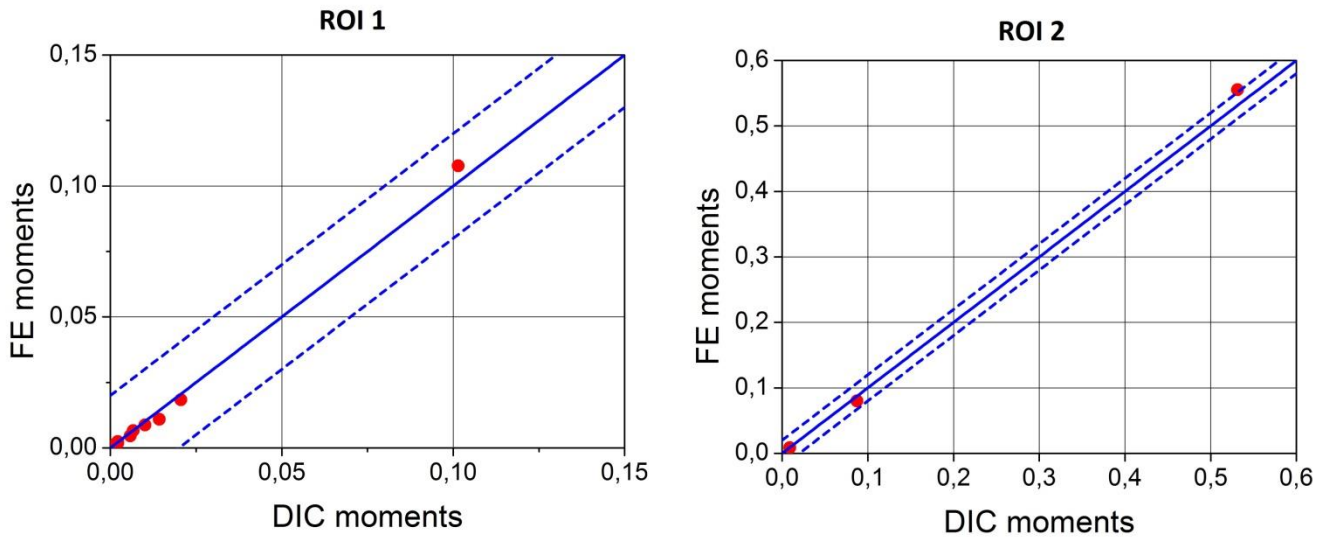 ROI 1
0,15
0,10
0,05
0,00
FE moments
0,00 0,05 0,10 0,15
DIC moments
ROI 2
0,6
0,5
0,4
0,3
0,2
0,1
0,0
FE moments
0,0 0,1 0,2 0,3 0,4 0,5 0,6
DIC moments